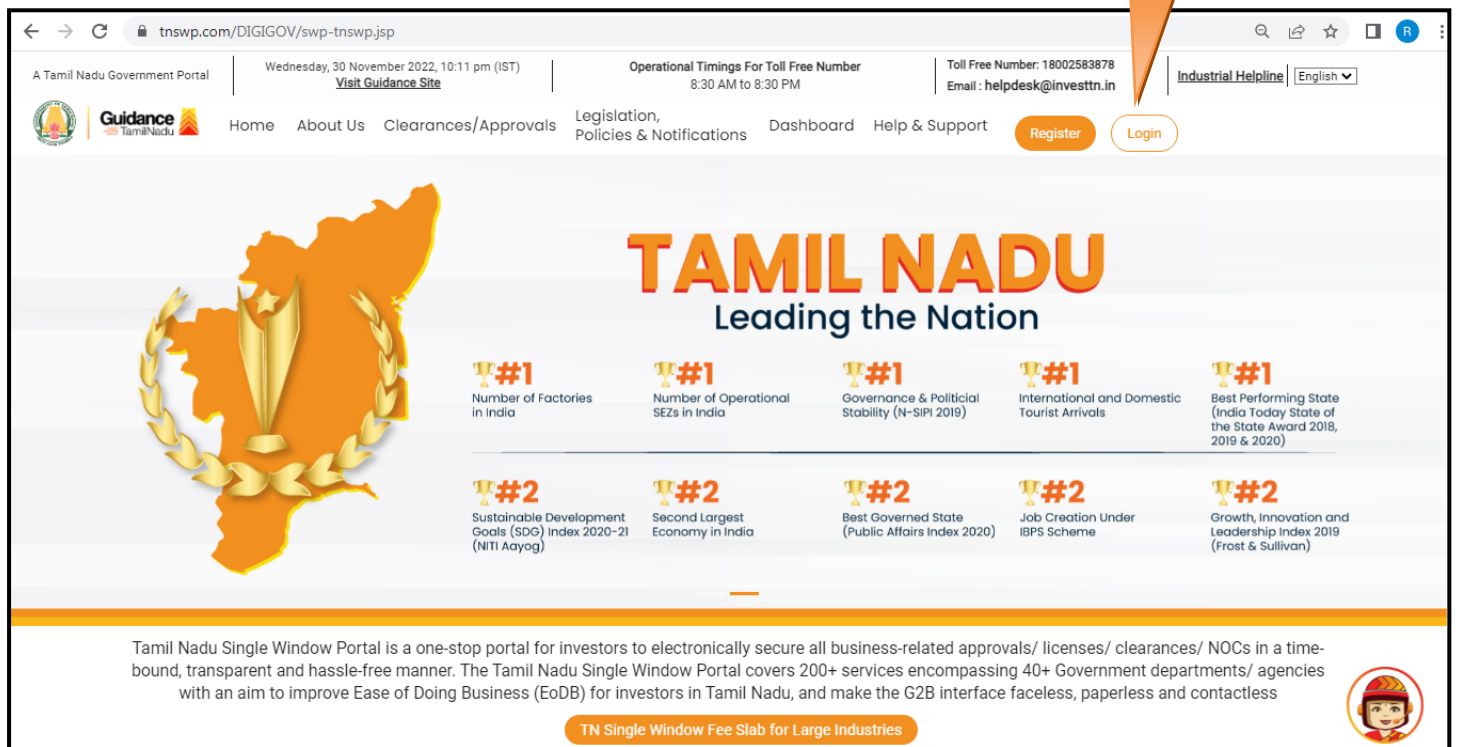 tnswp.com/DIGIGOV/swp-tnswp.jsp
R
A Tamil Nadu Government Portal
Wednesday, 30 November 2022, 10:11 pm (IST)
Visit Guidance Site
Operational Timings For Toll Free Number
8:30 AM to 8:30 PM
Toll Free Number: 18002583878
Email : helpdesk@investtn.in
Industrial Helpline
English
Guidance
TamilNadu
Home
About Us
Clearances/Approvals
Legislation,
Policies & Notifications
Dashboard
Help & Support
Register
Login
TAMIL NADU
Leading the Nation
#1
Number of Factories
in India
#1
Number of Operational
SEZs in India
#1
Governance & Politicial
Stability (N-SIPI 2019)
#1
International and Domestic
Tourist Arrivals
#1
Best Performing State
(India Today State of
the State Award 2018,
2019 & 2020)
#2
Sustainable Development
Goals (SDG) Index 2020-21
(NITI Aayog)
#2
Second Largest
Economy in India
#2
Best Governed State
(Public Affairs Index 2020)
#2
Job Creation Under
IBPS Scheme
#2
Growth, Innovation and
Leadership Index 2019
(Frost & Sullivan)
Tamil Nadu Single Window Portal is a one-stop portal for investors to electronically secure all business-related approvals/ licenses/ clearances/ NOCs in a time-
bound, transparent and hassle-free manner. The Tamil Nadu Single Window Portal covers 200+ services encompassing 40+ Government departments/ agencies
with an aim to improve Ease of Doing Business (EoDB) for investors in Tamil Nadu, and make the G2B interface faceless, paperless and contactless
TN Single Window Fee Slab for Large Industries